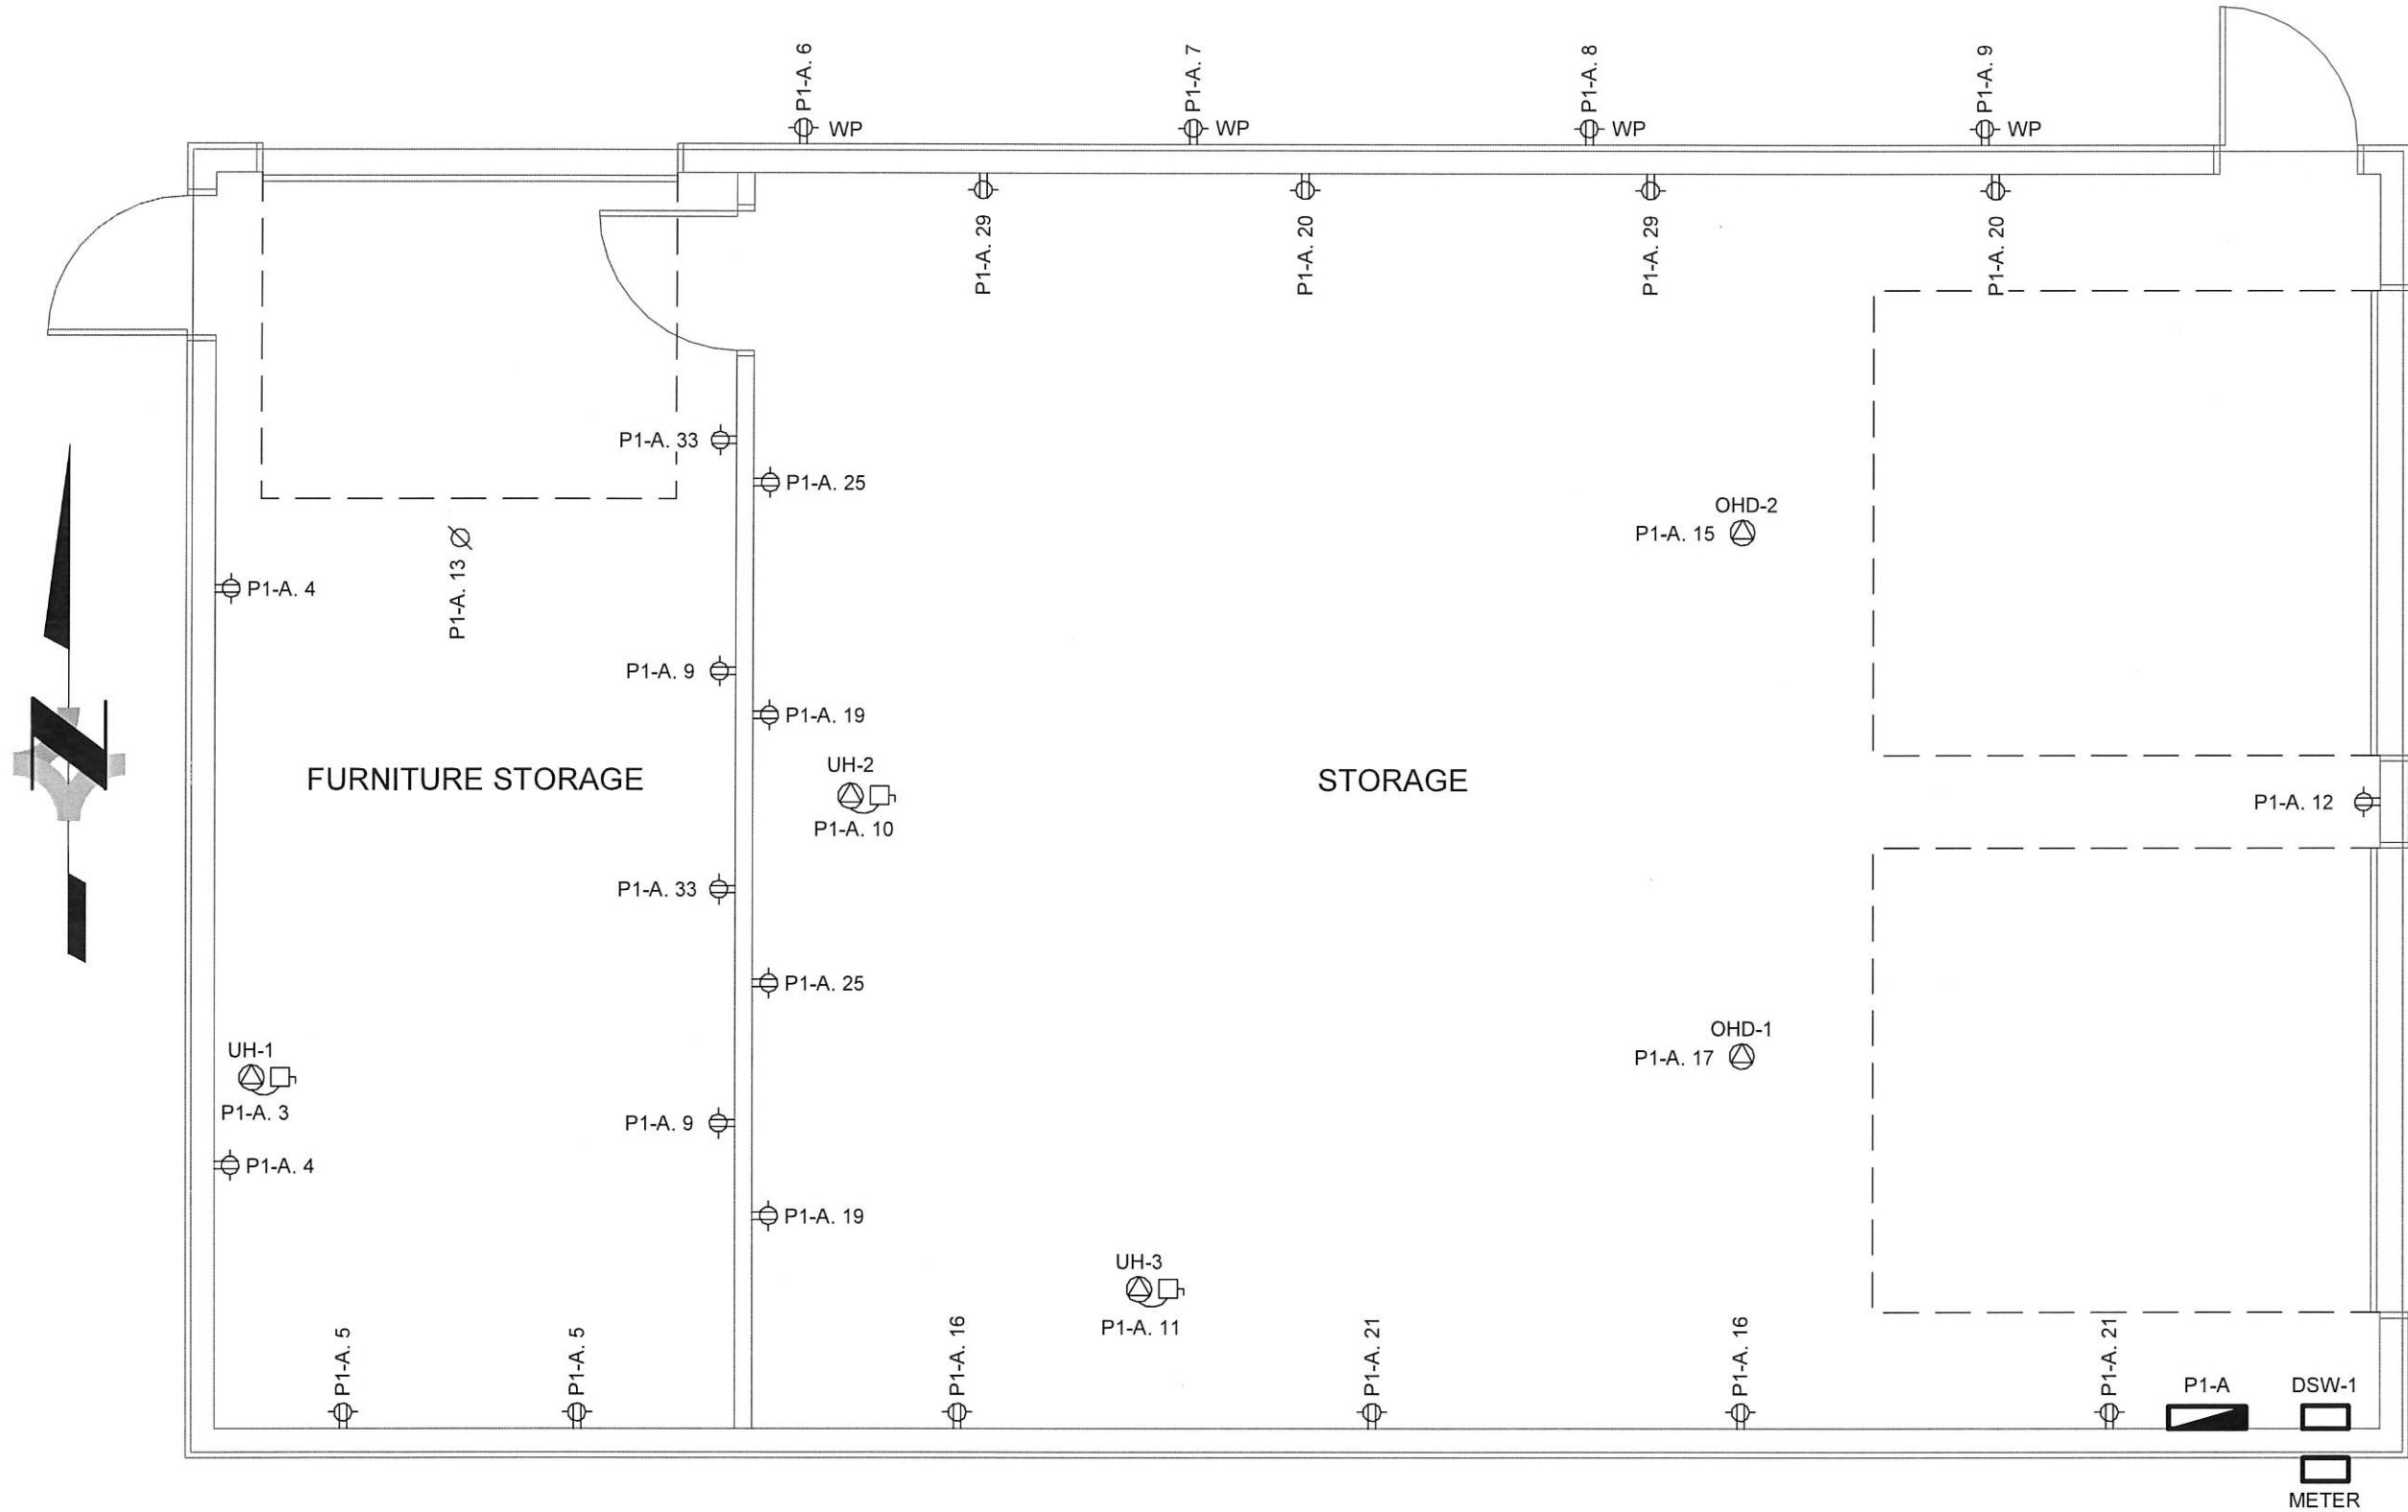 P1-A. 6
P1-A. 7
P1-A. 8
P1-A. 9
WP
WP
WP
WP
P1-A. 29
P1-A. 20
P1-A. 29
P1-A. 20
P1-A. 33
P1-A. 25
OHD-2
P1-A. 15
P1-A. 13
P1-A. 4
P1-A. 9
P1-A. 19
N
FURNITURE STORAGE
UH-2
STORAGE
P1-A. 10
P1-A. 12
P1-A. 33
P1-A. 25
OHD-1
P1-A. 17
UH-1
P1-A. 3
P1-A. 9
P1-A. 4
P1-A. 19
UH-3
P1-A. 11
P1-A. 5
P1-A. 5
P1-A. 16
P1-A. 21
P1-A. 16
P1-A. 21
P1-A
DSW-1
METER